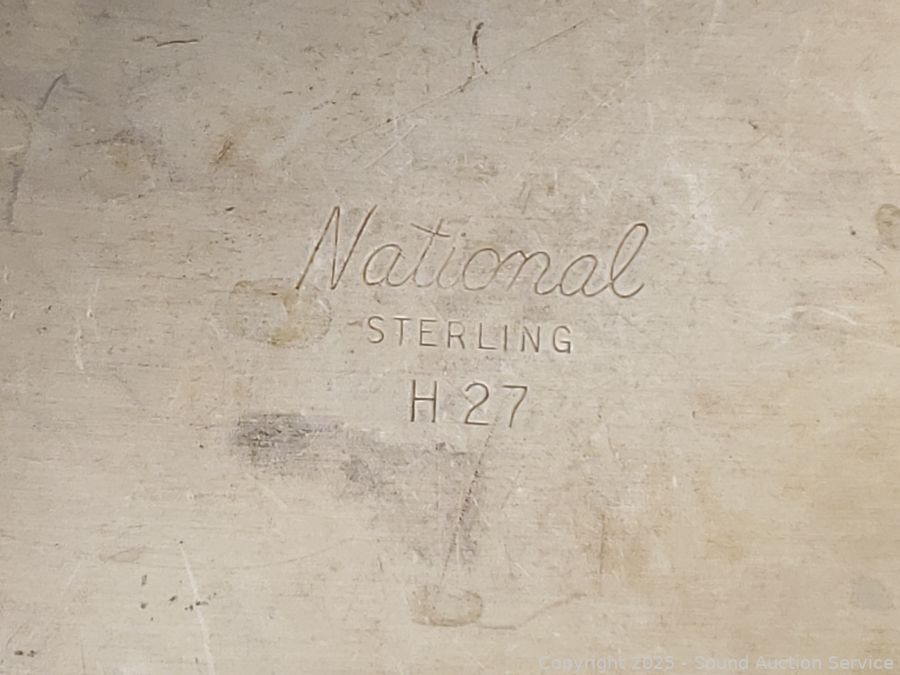 National
STERLING
H 27
Copyright 2025 - Sound Auction Service